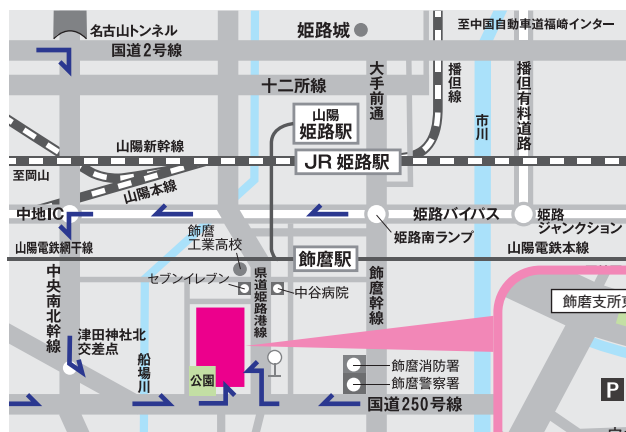 名古山トンネル
国道2号線
姫路城
至中国自動車道福崎インター
十二所線
大手前通
播但線
市川
播但有料道路
山陽
姫路駅
山陽新幹線
JR 姫路駅
至岡山
山陽本線
中地IC
姫路バイパス
姫路
ジャンクション
姫路南ランプ
山陽電鉄網干線
飾磨
工業高校
飾磨駅
山陽電鉄本線
中央南北幹線
セブンイレブン
県道姫路港線
中谷病院
飾磨幹線
飾磨支所東
津田神社北
交差点
船場川
公園
飾磨消防署
飾磨警察署
P
国道250号線